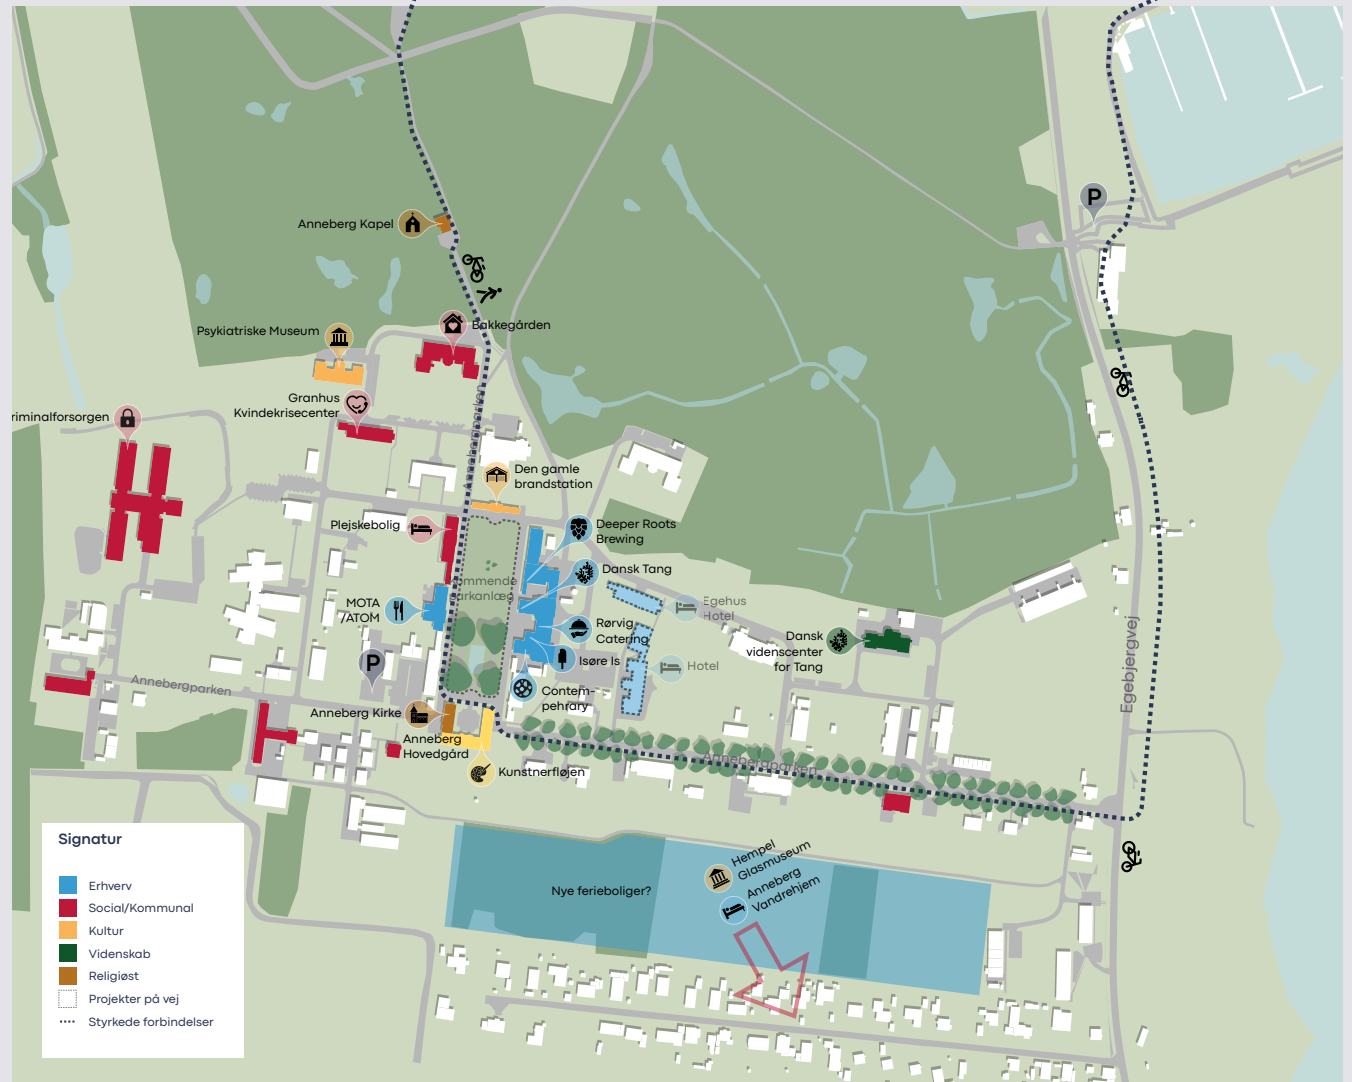 Anneberg Kapel
P
Psykiatriske Museum
Bakkegården
Granhus
Kvindekrisecenter
riminalforsorgen
Annebergparken
Den gamle
brandstation
Plejskebolig
Deeper Roots
Brewing
Dansk Tang
Kommende
parkanlæg
MOTA
/ATOM
Egehus
Hotel
Rørvig
Catering
Dansk
videnscenter
for Tang
Isøre Is
Hotel
P
Egebjergvej
Annebergparken
Contem-
pehrary
Anneberg Kirke
Anneberg
Hovedgård
Kunstnerfløjen
Annebergparken
Nye ferieboliger?
Hempel
Glasmuseum
Anneberg
Vandrehjem
Signatur
Erhverv
Social/Kommunal
Kultur
Videnskab
Religiøst
Projekter på vej
Styrkede forbindelser